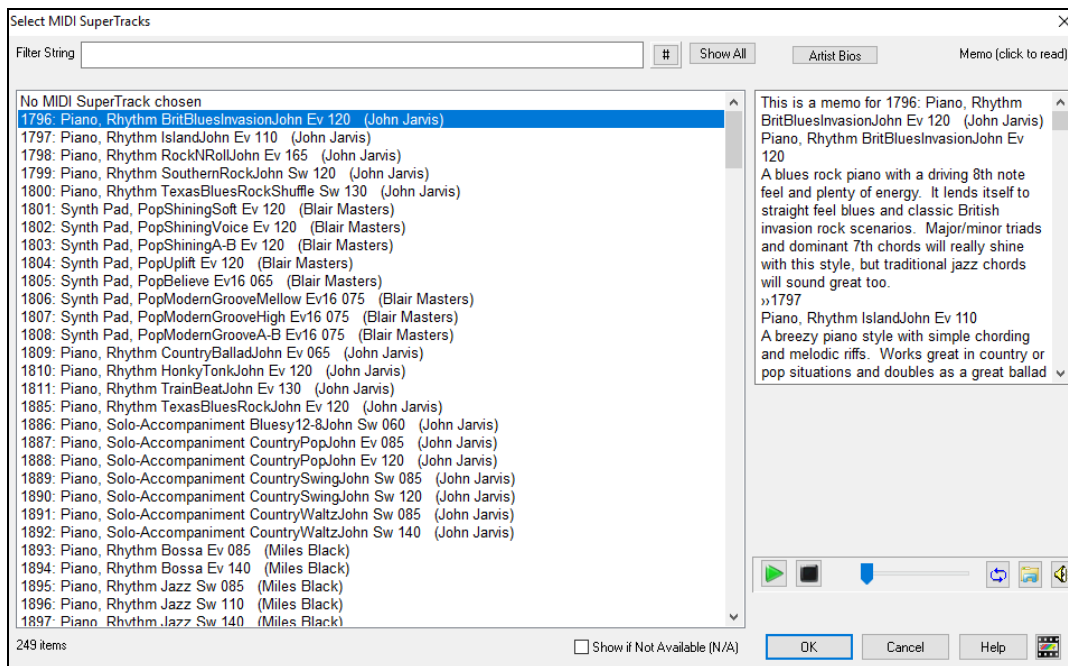 Select MIDI SuperTracks
Filter String
#
Show All
Artist Bios
Memo (click to read)
No MIDI SuperTrack chosen
1796: Piano, Rhythm BritBluesInvasionJohn Ev 120 (John Jarvis)
1797: Piano, Rhythm IslandJohn Ev 110 (John Jarvis)
1798: Piano, Rhythm RockNRollJohn Ev 165 (John Jarvis)
1799: Piano, Rhythm SouthernRockJohn Sw 120 (John Jarvis)
1800: Piano, Rhythm TexasBluesRockShuffle Sw 130 (John Jarvis)
1801: Synth Pad, PopShiningSoft Ev 120 (Blair Masters)
1802: Synth Pad, PopShiningVoice Ev 120 (Blair Masters)
1803: Synth Pad, PopShiningA-B Ev 120 (Blair Masters)
1804: Synth Pad, PopUplift Ev 120 (Blair Masters)
1805: Synth Pad, PopBelieve Ev16 065 (Blair Masters)
1806: Synth Pad, PopModernGrooveMellow Ev16 075 (Blair Masters)
1807: Synth Pad, PopModernGrooveHigh Ev16 075 (Blair Masters)
1808: Synth Pad, PopModernGrooveA-B Ev16 075 (Blair Masters)
1809: Piano, Rhythm CountryBalladJohn Ev 065 (John Jarvis)
1810: Piano, Rhythm HonkyTonkJohn Ev 120 (John Jarvis)
1811: Piano, Rhythm TrainBeatJohn Ev 130 (John Jarvis)
1885: Piano, Rhythm TexasBluesRockJohn Ev 120 (John Jarvis)
1886: Piano, Solo-Accompaniment Bluesy12-8John Sw 060 (John Jarvis)
1887: Piano, Solo-Accompaniment CountryPopJohn Ev 085 (John Jarvis)
1888: Piano, Solo-Accompaniment CountryPopJohn Ev 120 (John Jarvis)
1889: Piano, Solo-Accompaniment CountrySwingJohn Sw 085 (John Jarvis)
1890: Piano, Solo-Accompaniment CountrySwingJohn Sw 120 (John Jarvis)
1891: Piano, Solo-Accompaniment CountryWaltzJohn Sw 085 (John Jarvis)
1892: Piano, Solo-Accompaniment CountryWaltzJohn Sw 140 (John Jarvis)
1893: Piano, Rhythm Bossa Ev 085 (Miles Black)
1894: Piano, Rhythm Bossa Ev 140 (Miles Black)
1895: Piano, Rhythm Jazz Sw 085 (Miles Black)
1896: Piano, Rhythm Jazz Sw 110 (Miles Black)
1897: Piano, Rhythm Jazz Sw 140 (Miles Black)
This is a memo for 1796: Piano, Rhythm
BritBluesInvasionJohn Ev 120 (John Jarvis)
Piano, Rhythm BritBluesInvasionJohn Ev
120
A blues rock piano with a driving 8th note
feel and plenty of energy. It lends itself to
straight feel blues and classic British
invasion rock scenarios. Major/minor triads
and dominant 7th chords will really shine
with this style, but traditional jazz chords
will sound great too.
››1797
Piano, Rhythm IslandJohn Ev 110
A breezy piano style with simple chording
and melodic riffs. Works great in country or
pop situations and doubles as a great ballad
249 items
Show if Not Available (N/A)
OK
Cancel
Help